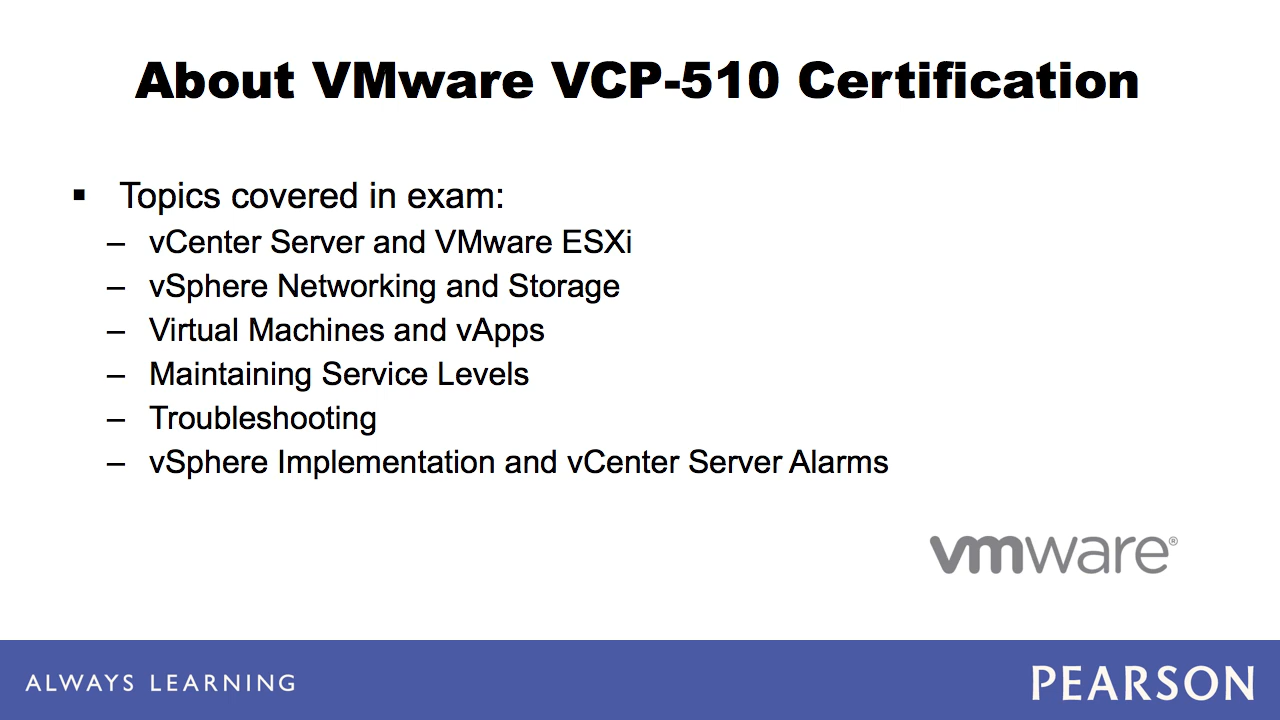 About VMware VCP-510 Certification
▪ Topics covered in exam:
– vCenter Server and VMware ESXi
– vSphere Networking and Storage
– Virtual Machines and vApps
– Maintaining Service Levels
– Troubleshooting
– vSphere Implementation and vCenter Server Alarms
vmware®
ALWAYS LEARNING
PEARSON